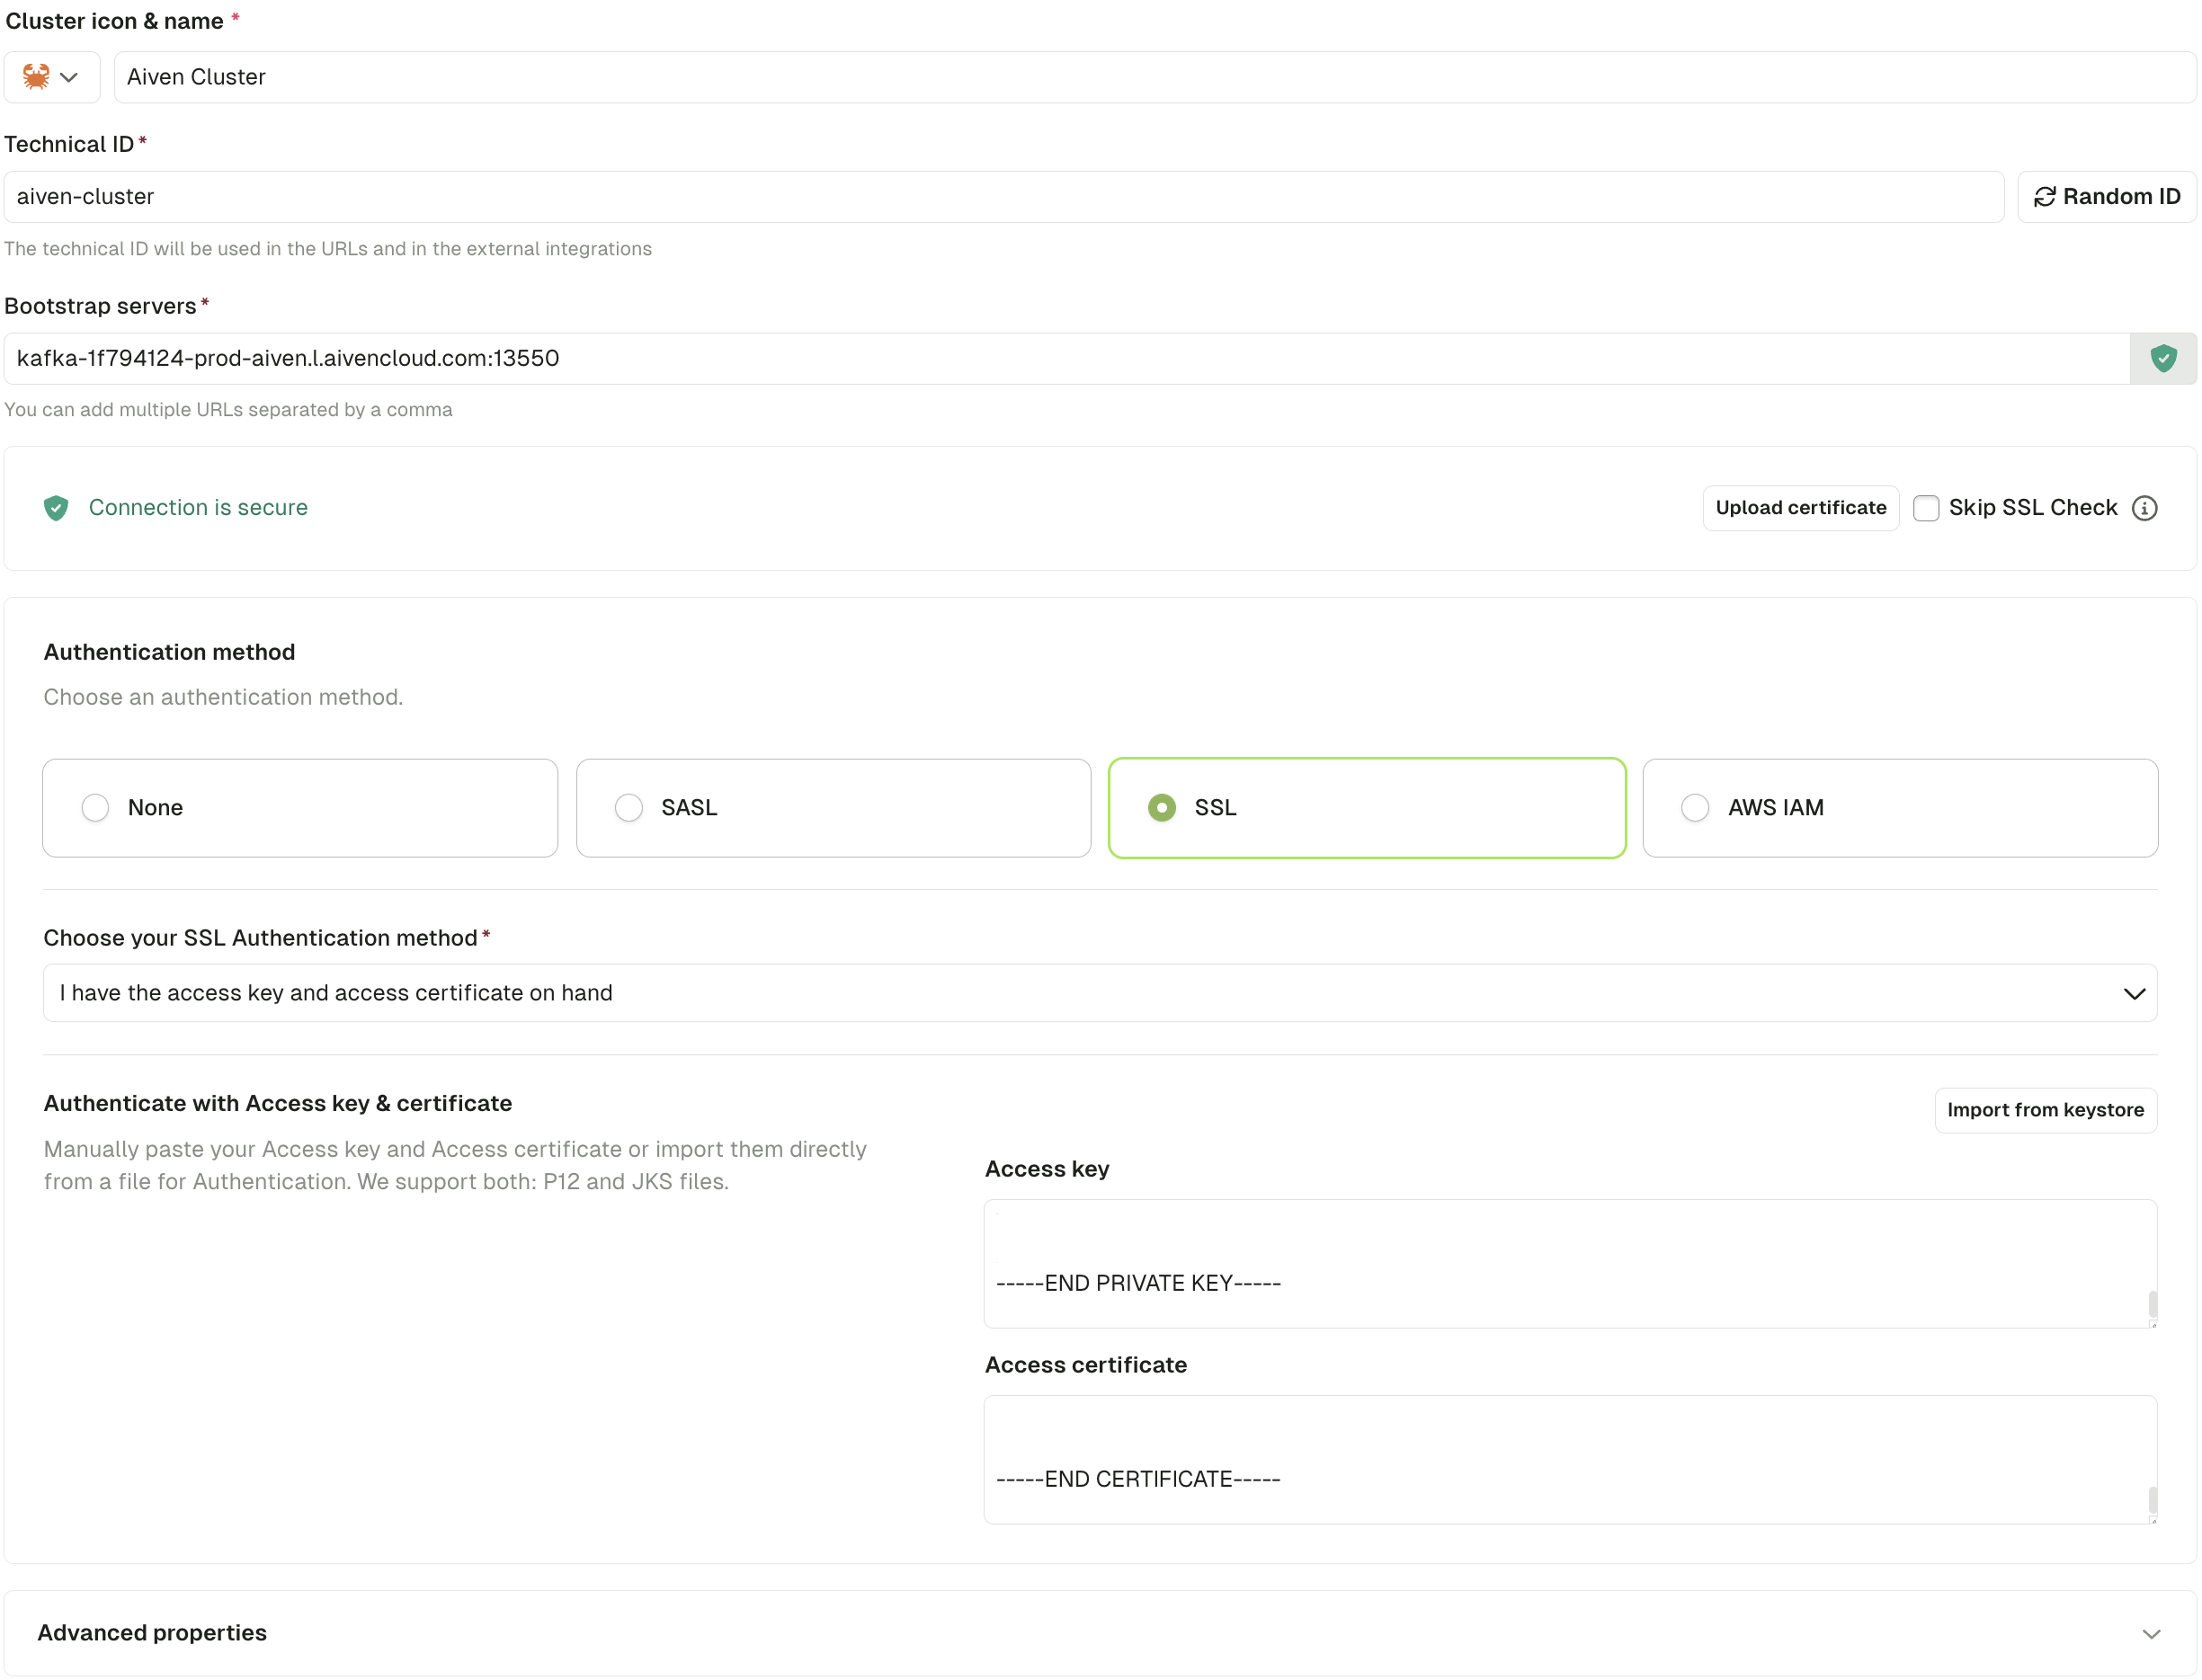 Cluster icon & name *
Aiven Cluster
Technical ID *
aiven-cluster
Random ID
The technical ID will be used in the URLs and in the external integrations
Bootstrap servers *
kafka-1f794124-prod-aiven.l.aivencloud.com:13550
You can add multiple URLs separated by a comma
Connection is secure
Upload certificate
Skip SSL Check
Authentication method
Choose an authentication method.
None
SASL
SSL
AWS IAM
Choose your SSL Authentication method *
I have the access key and access certificate on hand
Authenticate with Access key & certificate
Import from keystore
Manually paste your Access key and Access certificate or import them directly
from a file for Authentication. We support both: P12 and JKS files.
Access key
-----END PRIVATE KEY-----
Access certificate
-----END CERTIFICATE-----
Advanced properties